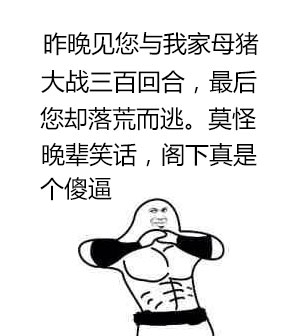 昨晚见您与我家母猪
大战三百回合，最后
您却落荒而逃。莫怪
晚辈笑话，阁下真是
个傻逼